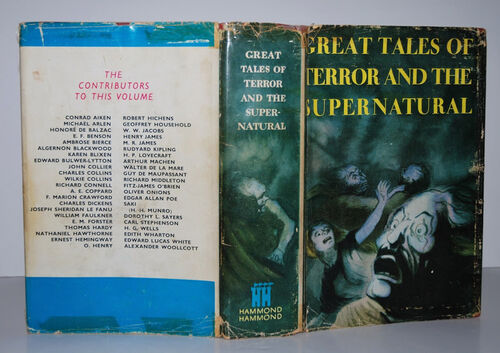 THE
CONTRIBUTORS
TO THIS VOLUME
CONRAD AIKEN
MICHAEL ARLEN
HONORÉ DE BALZAC
E. F. BENSON
AMBROSE BIERCE
ALGERNON BLACKWOOD
KAREN BLIXEN
EDWARD BULWER-LYTTON
JOHN COLLIER
CHARLES COLLINS
WILKIE COLLINS
RICHARD CONNELL
A. E. COPPARD
F. MARION CRAWFORD
CHARLES DICKENS
JOSEPH SHERIDAN LE FANU
WILLIAM FAULKNER
E. M. FORSTER
THOMAS HARDY
NATHANIEL HAWTHORNE
ERNEST HEMINGWAY
O. HENRY
ROBERT HICHENS
GEOFFREY HOUSEHOLD
W. W. JACOBS
HENRY JAMES
M. R. JAMES
RUDYARD KIPLING
H. P. LOVECRAFT
ARTHUR MACHEN
WALTER DE LA MARE
GUY DE MAUPASSANT
RICHARD MIDDLETON
FITZ-JAMES O'BRIEN
OLIVER ONIONS
EDGAR ALLAN POE
SAKI
(H. H. MUNRO)
DOROTHY L. SAYERS
CARL STEPHENSON
H. G. WELLS
EDITH WHARTON
EDWARD LUCAS WHITE
ALEXANDER WOOLLCOTT
GREAT
TALES OF
TERROR
AND THE
SUPER-
NATURAL
HH
HAMMOND
HAMMOND
GREAT TALES OF
TERROR AND THE
SUPERNATURAL